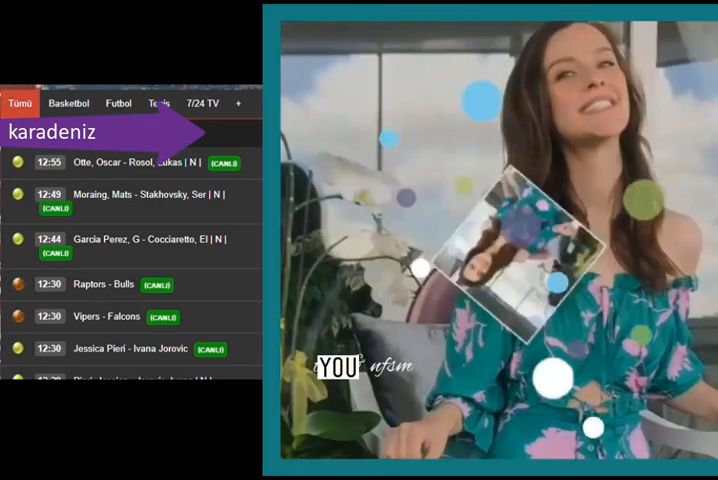 Tümü Basketbol Futbol 7/24 TV +
karadeniz
12:55 Otte, Oscar - Rosol, Lukas | N | (CANLI)
12:49 Moraing, Mats - Stakhovsky, Ser | N |
(CANLI)
12:44 Garcia Perez, G - Cocciaretto, El | N |
(CANLI)
12:30 Raptors - Bulls (CANLI)
12:30 Vipers - Falcons (CANLI)
12:30 Jessica Pieri - Ivana Jorovic (CANLI)
YOU nfsm